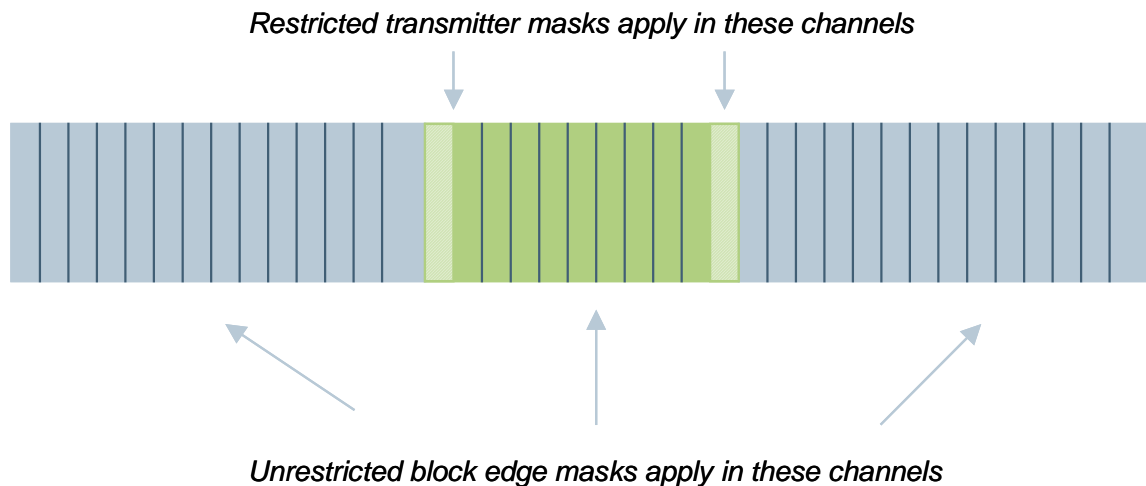 Restricted transmitter masks apply in these channels
Unrestricted block edge masks apply in these channels